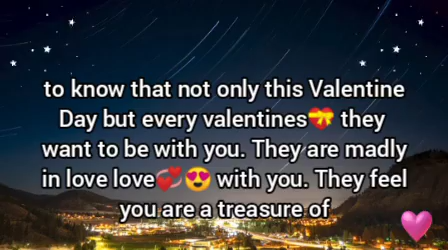 to know that not only this Valentine
Day but every valentines💝 they
want to be with you. They are madly
in love love💞😍 with you. They feel
you are a treasure of